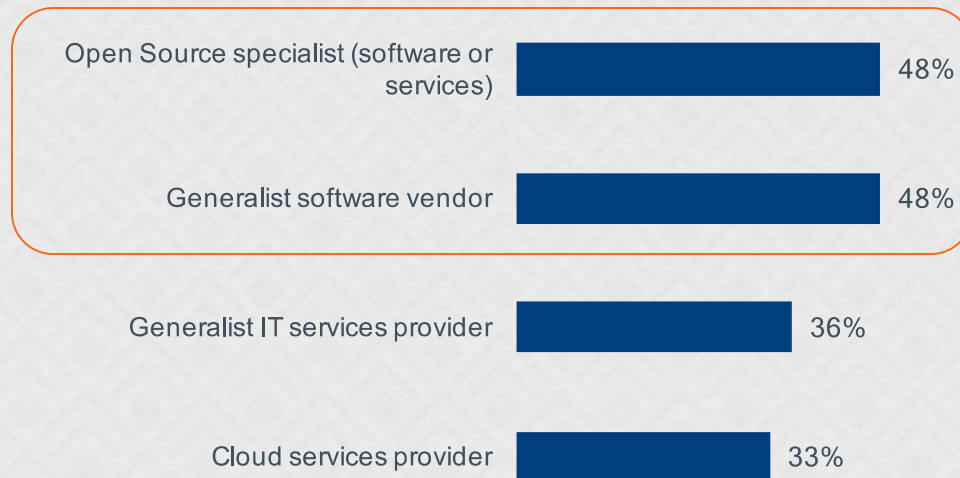 Open Source specialist (software or
services)
48%
Generalist software vendor
48%
Generalist IT services provider
36%
Cloud services provider
33%